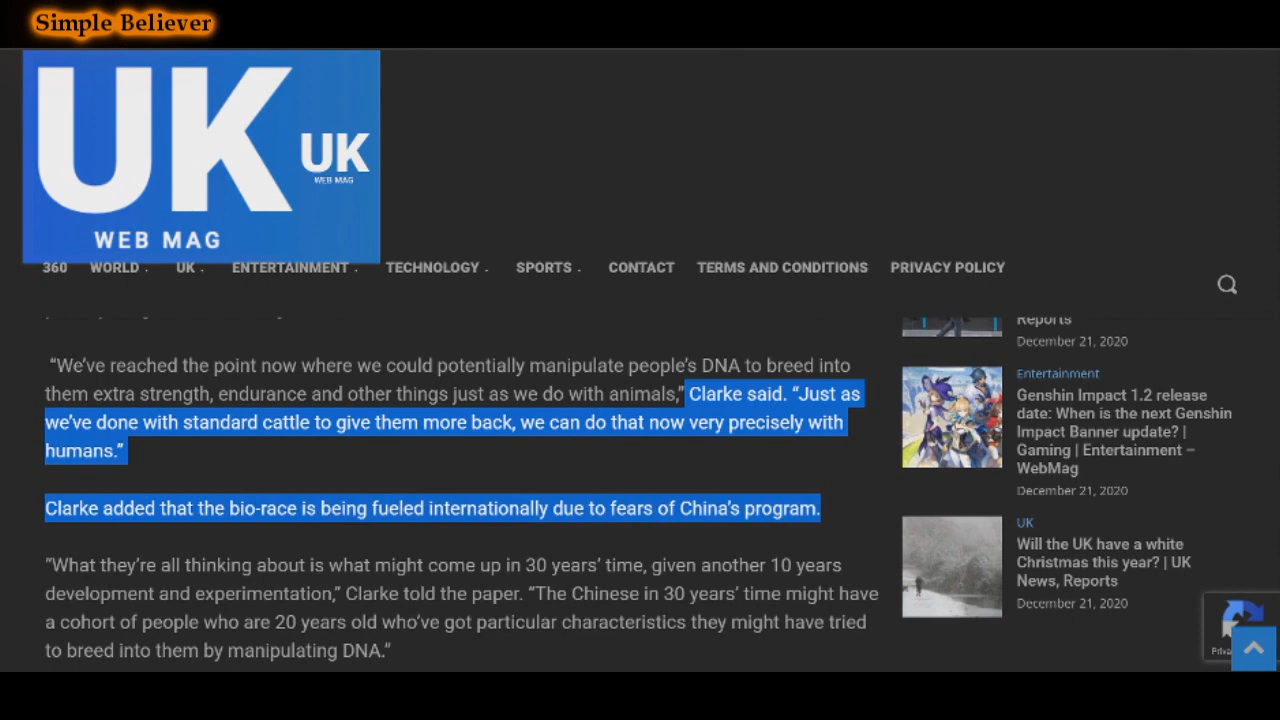 Simple Believer
UK
WEB MAG
UK
WEB MAG
360 WORLD . UK . ENTERTAINMENT . TECHNOLOGY . SPORTS . CONTACT TERMS AND CONDITIONS PRIVACY POLICY
“We’ve reached the point now where we could potentially manipulate people’s DNA to breed into
them extra strength, endurance and other things just as we do with animals,” Clarke said. “Just as
we’ve done with standard cattle to give them more back, we can do that now very precisely with
humans.”
Clarke added that the bio-race is being fueled internationally due to fears of China’s program.
“What they’re all thinking about is what might come up in 30 years’ time, given another 10 years
development and experimentation,” Clarke told the paper. “The Chinese in 30 years’ time might have
a cohort of people who are 20 years old who’ve got particular characteristics they might have tried
to breed into them by manipulating DNA.”
Reports
December 21, 2020
Entertainment
Genshin Impact 1.2 release
date: When is the next Genshin
Impact Banner update? |
Gaming | Entertainment –
WebMag
December 21, 2020
UK
Will the UK have a white
Christmas this year? | UK
News, Reports
December 21, 2020